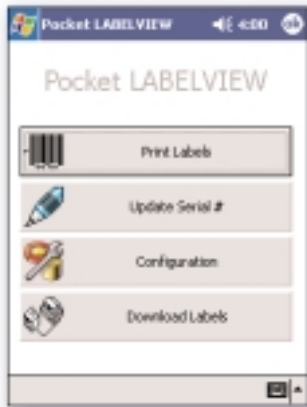 Pocket LABELVIEW 4:00 ok
Pocket LABELVIEW
Print Labels
Update Serial #
Configuration
Download Labels